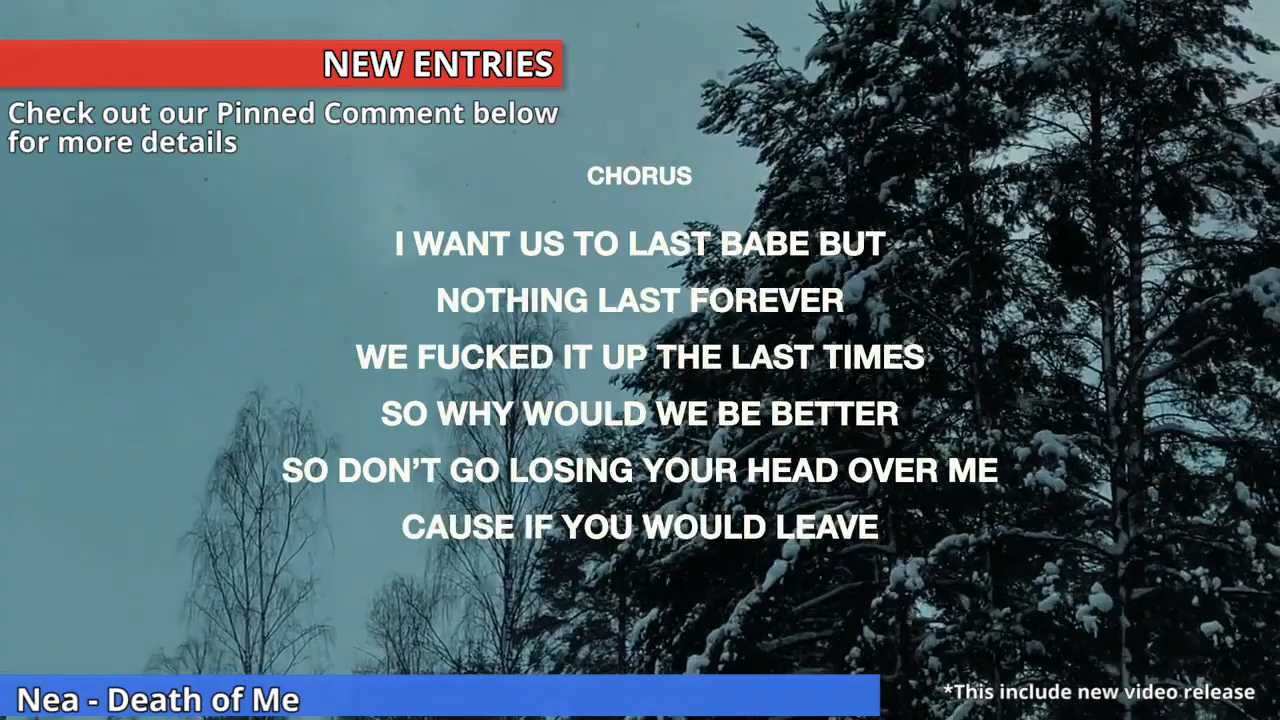 NEW ENTRIES
Check out our Pinned Comment below
for more details
CHORUS
I WANT US TO LAST BABE BUT
NOTHING LAST FOREVER
WE FUCKED IT UP THE LAST TIMES
SO WHY WOULD WE BE BETTER
SO DON’T GO LOSING YOUR HEAD OVER ME
CAUSE IF YOU WOULD LEAVE
Nea - Death of Me
*This include new video release